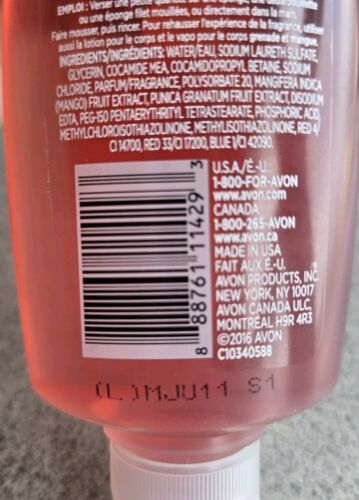 EMPLOI : Verser une petite quantité sur
ou une éponge filet mouillés, ou directement dans la main.
Faire mousser, puis rincer. Pour rehausser l'expérience de la fragrance,
aussi la lotion pour le corps et le vapo pour le corps grenade et mangue.
INGREDIENTS/INGRÉDIENTS: WATER/EAU, SODIUM LAURETH SULFATE,
GLYCERIN, COCAMIDE MEA, COCAMIDOPROPYL BETAINE, SODIUM
CHLORIDE, PARFUM/FRAGRANCE, POLYSORBATE 20, MANGIFERA INDICA
(MANGO) FRUIT EXTRACT, PUNICA GRANATUM FRUIT EXTRACT, DISODIUM
EDTA, PEG-150 PENTAERYTHRITYL TETRASTEARATE, PHOSPHORIC ACID,
METHYLCHLOROISOTHIAZOLINONE, METHYLISOTHIAZOLINONE, RED 4/
CI 14700, RED 33/CI 17200, BLUE 1/CI 42090.
8 88761 11429 3
U.S.A./É.-U.
1-800-FOR-AVON
www.avon.com
CANADA
1-800-265-AVON
www.avon.ca
MADE IN USA
FAIT AUX É.-U.
AVON PRODUCTS, INC.
NEW YORK, NY 10017
AVON CANADA ULC,
MONTRÉAL H9R 4R3
©2016 AVON
C10340588
(L)MJU11 S1